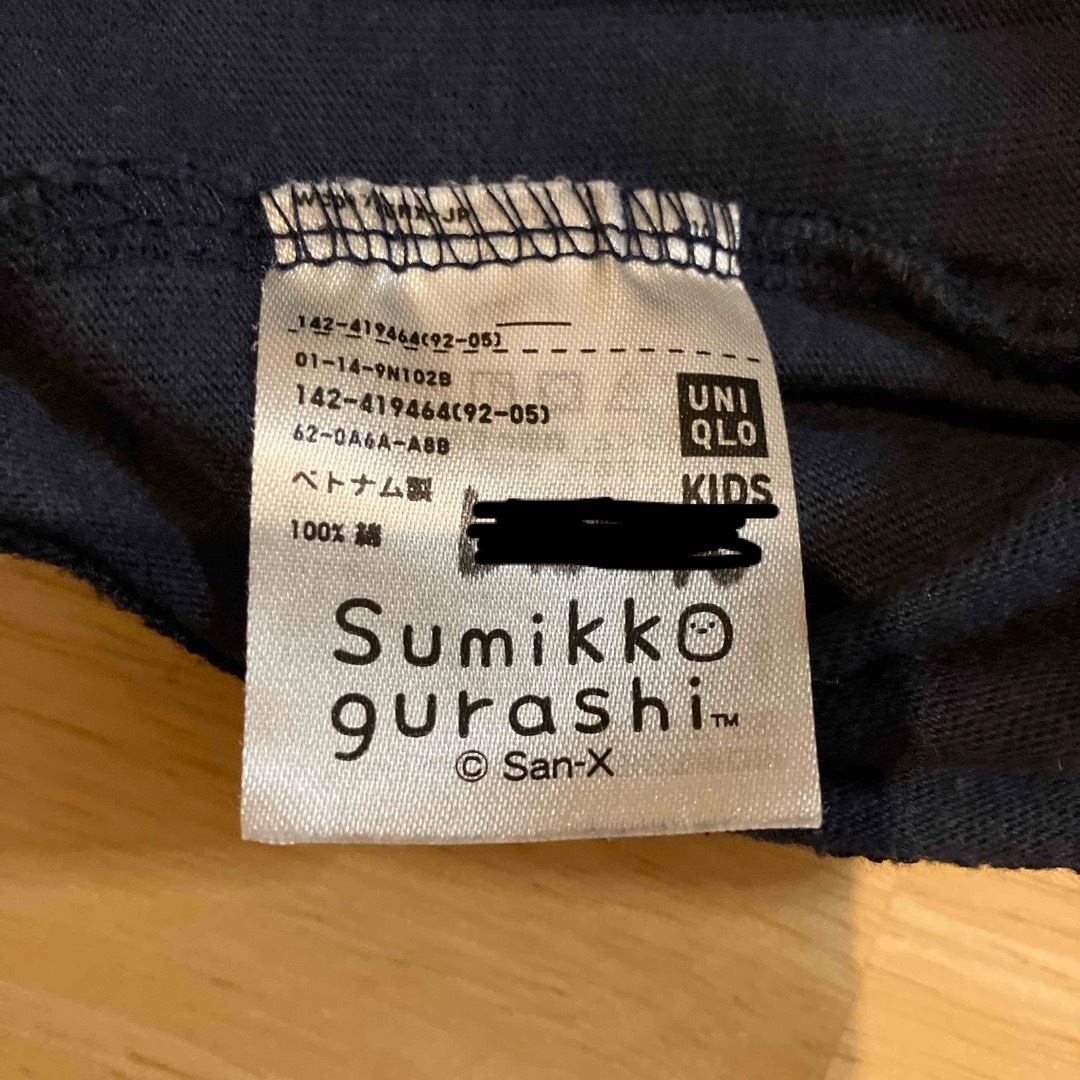 142-419464(92-05)
01-14-9N102B
142-419464(92-05)
62-0A6A-A8B
ベトナム製
100% 綿
UNI
QLO
KIDS
Sumikko
gurashi™
© San-X